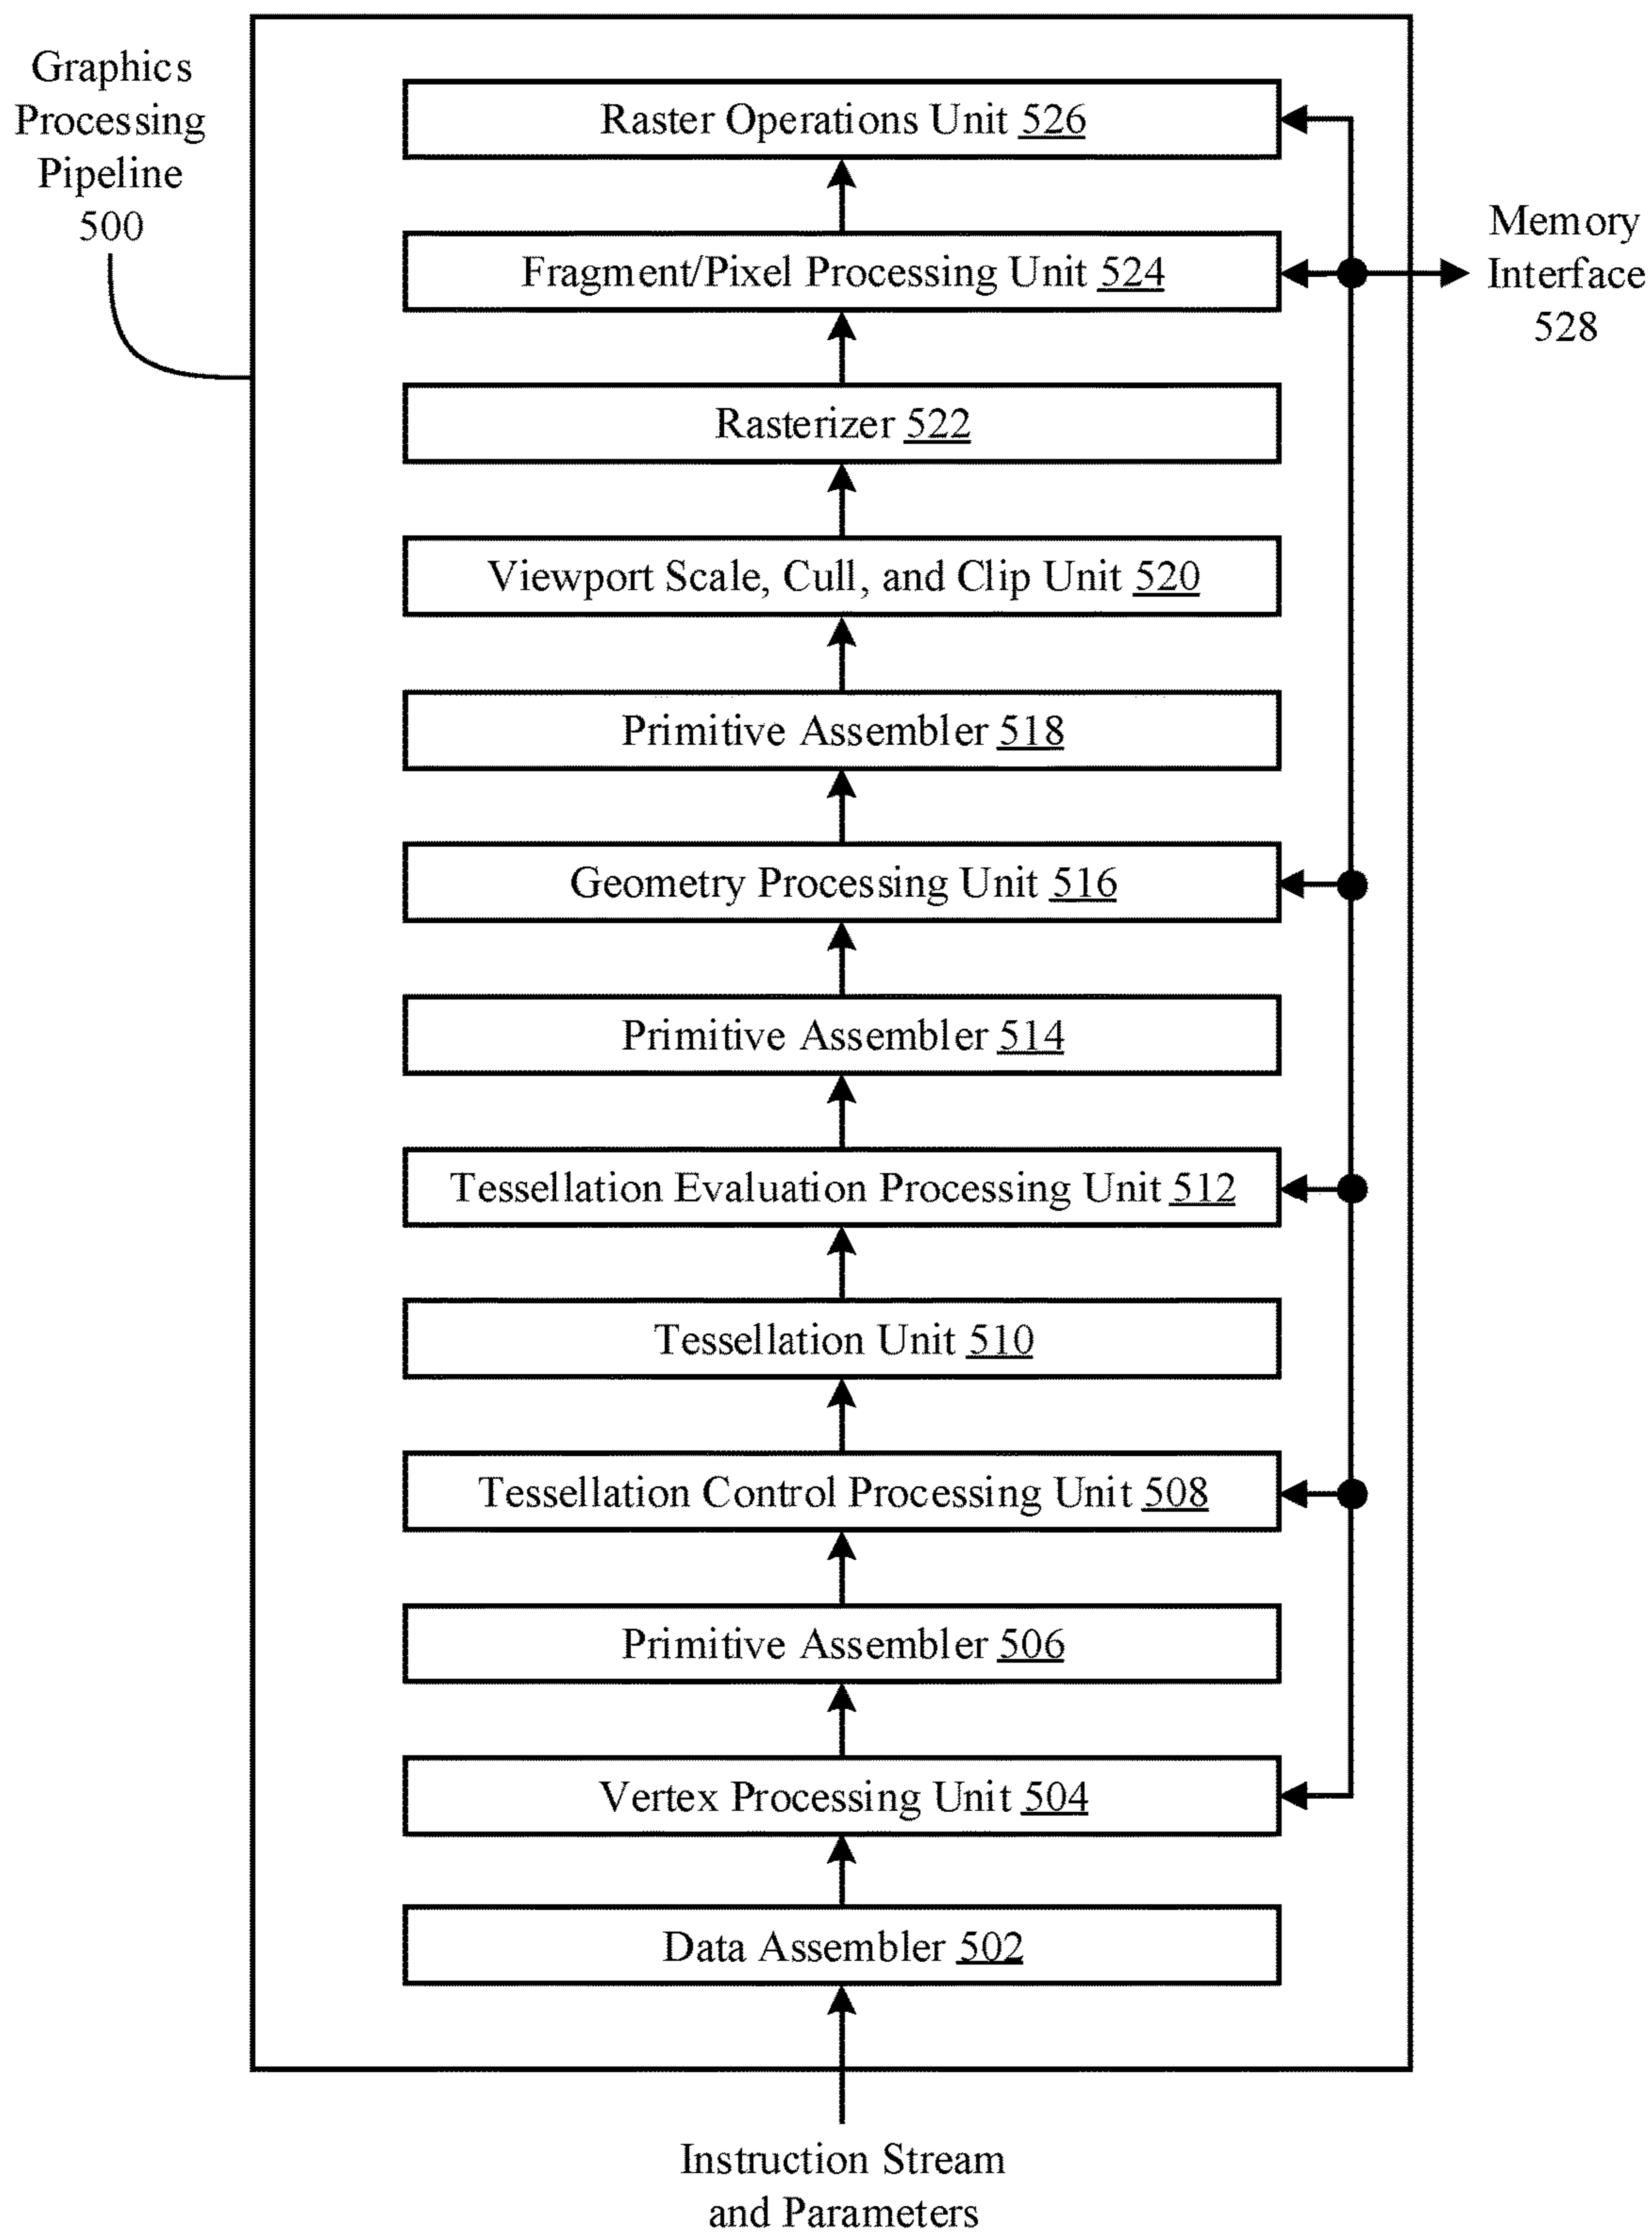 Graphics
Processing
Pipeline
500
Raster Operations Unit 526
Fragment/Pixel Processing Unit 524
Memory
Interface
528
Rasterizer 522
Viewport Scale, Cull, and Clip Unit 520
Primitive Assembler 518
Geometry Processing Unit 516
Primitive Assembler 514
Tessellation Evaluation Processing Unit 512
Tessellation Unit 510
Tessellation Control Processing Unit 508
Primitive Assembler 506
Vertex Processing Unit 504
Data Assembler 502
Instruction Stream
and Parameters